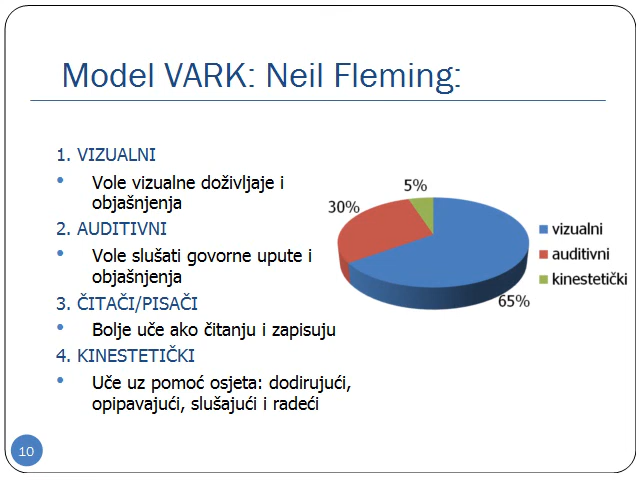 Model VARK: Neil Fleming:
1. VIZUALNI
• Vole vizualne doživljaje i
objašnjenja
2. AUDITIVNI
• Vole slušati govorne upute i
objašnjenja
3. ČITAČI/PISAČI
• Bolje uče ako čitanju i zapisuju
4. KINESTETIČKI
• Uče uz pomoć osjeta: dodirujući,
opipavajući, slušajući i radeći
5%
30%
65%
vizualni
auditivni
kinestetički
10